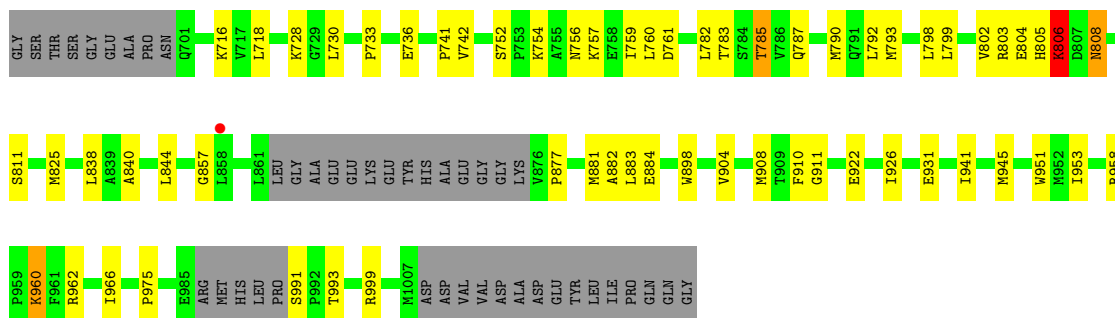 GLY SER THR SER GLY GLU ALA PRO ASN Q701 K716 V717 L718 K728 G729 L730 P733 E736 P741 V742 S752 P753 K754 A755 N756 K757 E758 I759 L760 D761 L782 T783 S784 T785 V786 Q787 M790 Q791 L792 M793 L798 L799 V802 R803 E804 H805 K806 D807 N808
S811 M825 L838 A839 A840 L844 G857 L858 L861 LEU GLY ALA GLU GLU LYS GLU TYR HIS ALA GLU GLY GLY LYS V876 P877 M881 A882 L883 E884 W898 V904 M908 T909 F910 G911 E922 I926 E931 I941 M945 W951 M952 I953 R958
P959 K960 F961 R962 I966 P975 E985 ARG MET HIS LEU PRO S991 P992 T993 R999 M1007 ASP ASP VAL VAL ASP ALA ASP GLU TYR LEU ILE PRO GLN GLN GLY